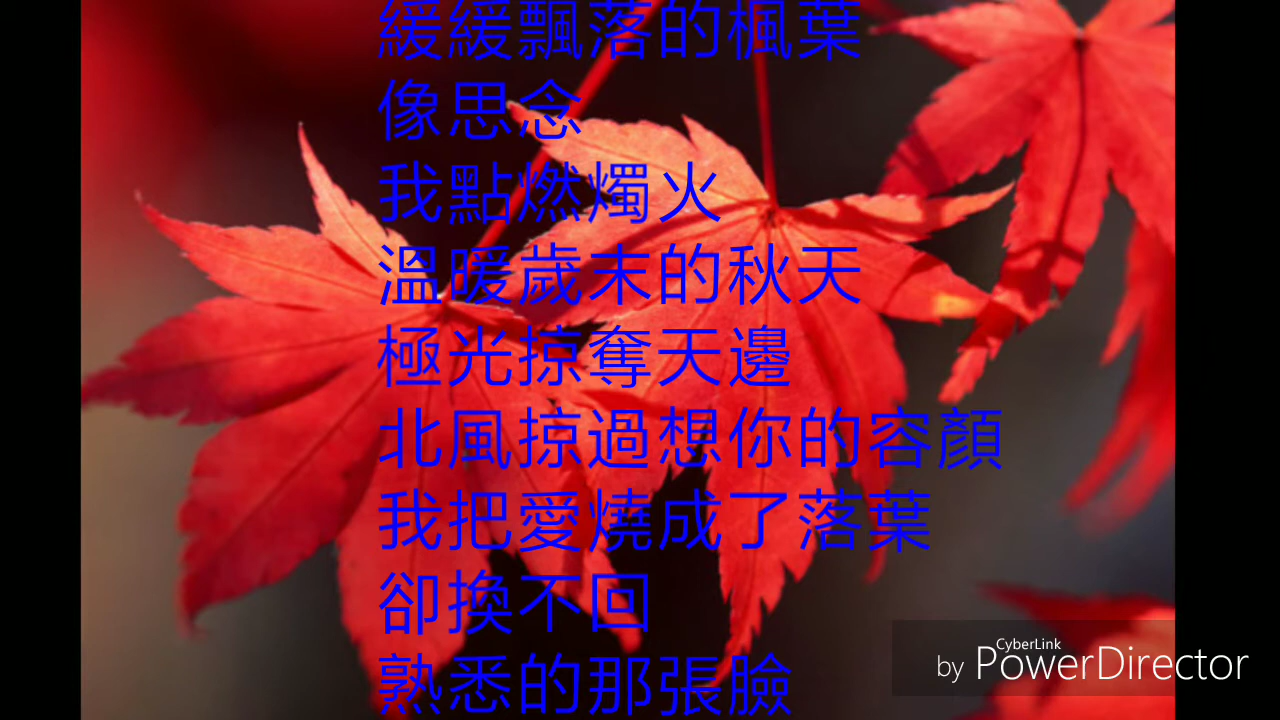 緩緩飄落的楓葉
像思念
我點燃燭火
溫暖歲末的秋天
極光掠奪天邊
北風掠過想你的容顏
我把愛燒成了落葉
卻換不回
熟悉的那張臉
CyberLink
by PowerDirector